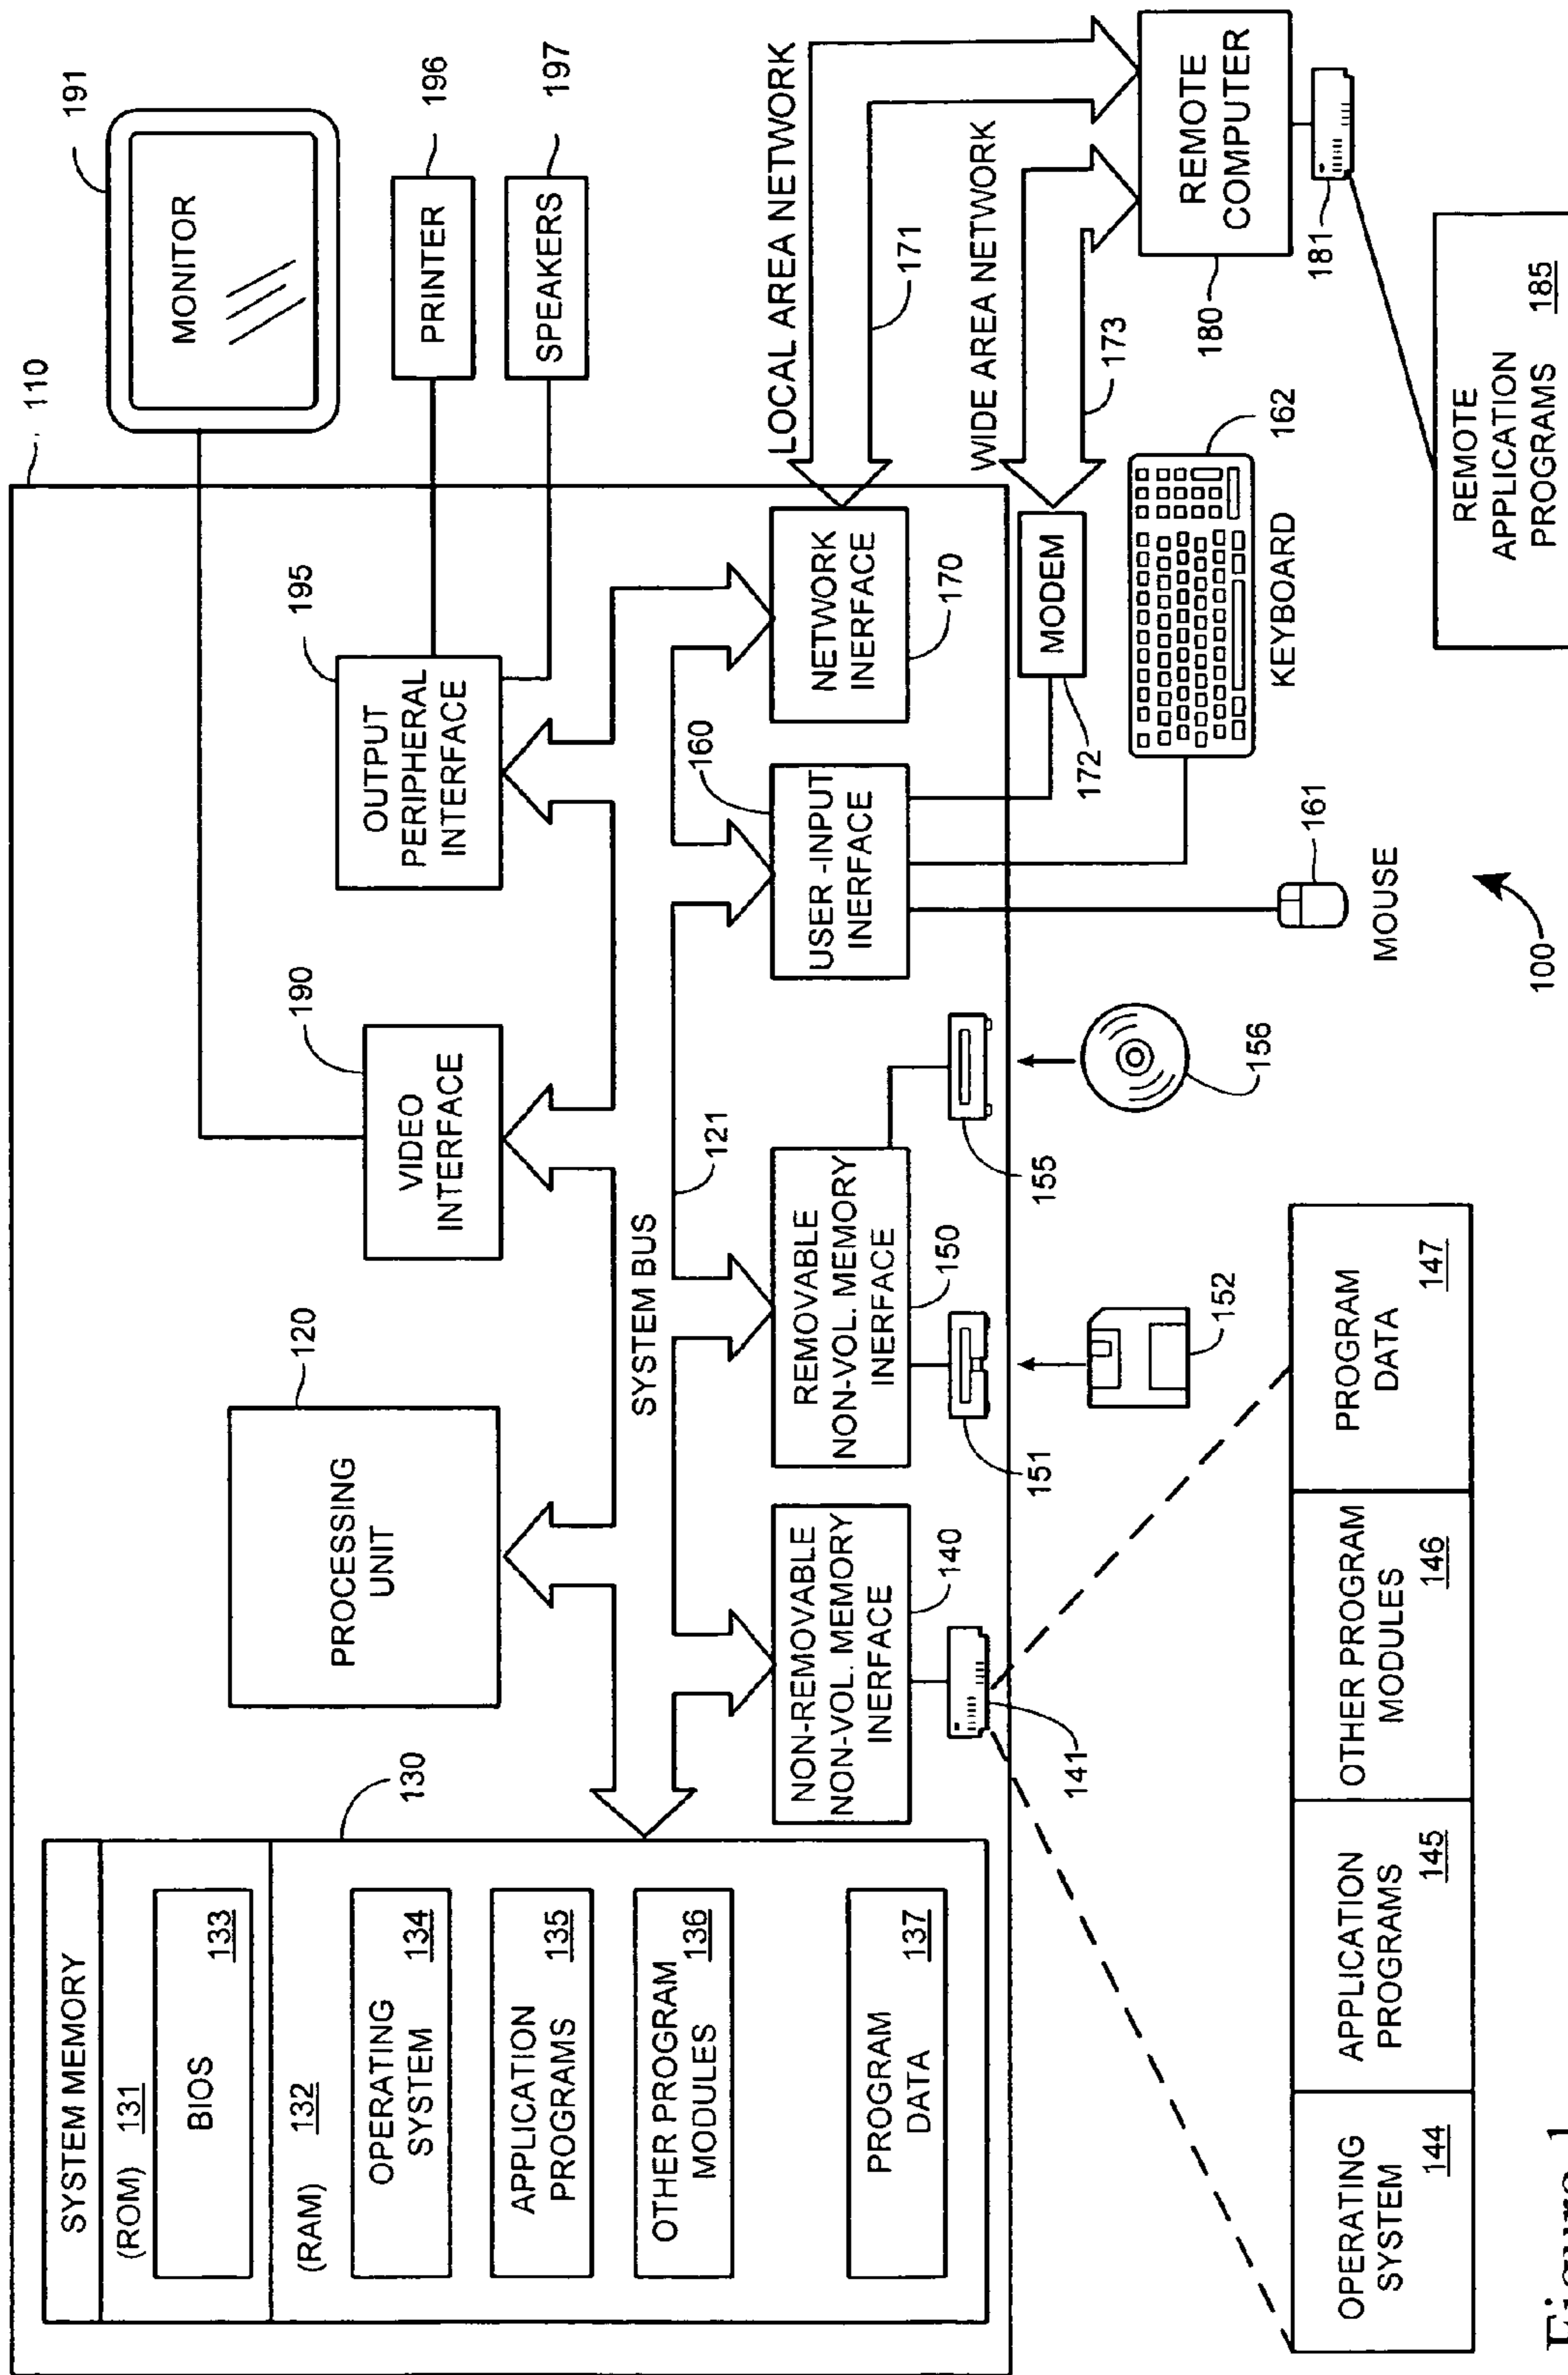 110
191
MONITOR
SYSTEM MEMORY
(ROM) 131
BIOS
133
(RAM) 132
OPERATING
SYSTEM
134
APPLICATION
PROGRAMS
135
OTHER PROGRAM
MODULES
136
PROGRAM
DATA
137
130
PROCESSING
UNIT
120
VIDEO
INTERFACE
190
OUTPUT
PERIPHERAL
INTERFACE
195
PRINTER
196
SPEAKERS
197
SYSTEM BUS
121
NON-REMOVABLE
NON-VOL. MEMORY
INERFACE
140
REMOVABLE
NON-VOL. MEMORY
INERFACE
150
USER -INPUT
INERFACE
160
NETWORK
INERFACE
170
LOCAL AREA NETWORK
171
WIDE AREA NETWORK
173
MODEM
172
141
151
152
155
156
MOUSE
161
KEYBOARD
162
REMOTE
COMPUTER
180
181
REMOTE
APPLICATION
PROGRAMS
185
OPERATING
SYSTEM
144
APPLICATION
PROGRAMS
145
OTHER PROGRAM
MODULES
146
PROGRAM
DATA
147
100
Figure 1